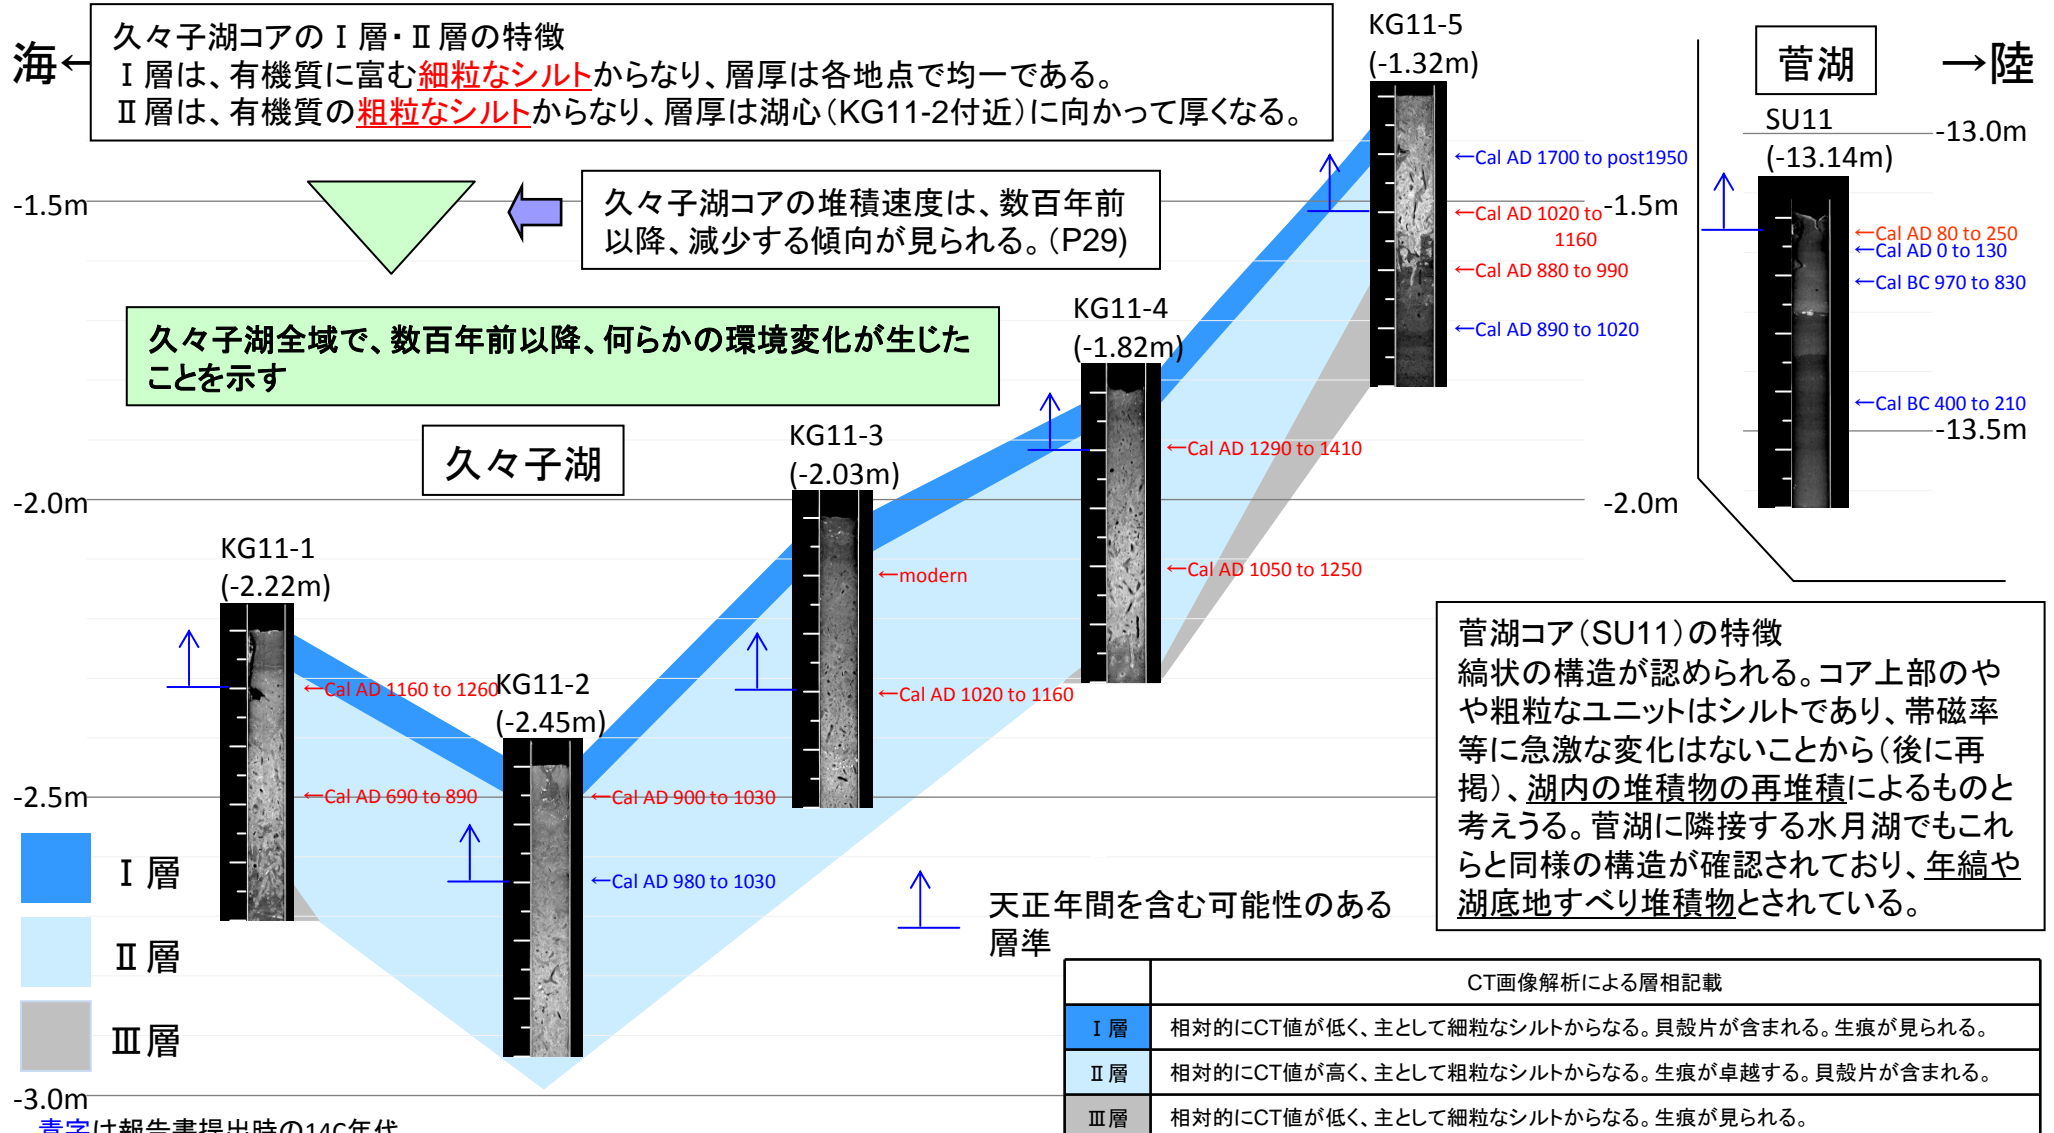 海←
久々子湖コアのⅠ層・Ⅱ層の特徴
Ⅰ層は、有機質に富む細粒なシルトからなり、層厚は各地点で均一である。
Ⅱ層は、有機質の粗粒なシルトからなり、層厚は湖心(KG11-2付近)に向かって厚くなる。
KG11-5
(-1.32m)
菅湖
→陸
SU11
(-13.14m)
-13.0m
←Cal AD 1700 to post1950
-1.5m
久々子湖コアの堆積速度は、数百年前
以降、減少する傾向が見られる。(P29)
←Cal AD 1020 to
1160
-1.5m
←Cal AD 880 to 990
←Cal AD 890 to 1020
←Cal AD 80 to 250
←Cal AD 0 to 130
←Cal BC 970 to 830
←Cal BC 400 to 210
-13.5m
久々子湖全域で、数百年前以降、何らかの環境変化が生じた
ことを示す
KG11-4
(-1.82m)
←Cal AD 1290 to 1410
←Cal AD 1050 to 1250
久々子湖
KG11-3
(-2.03m)
←modern
←Cal AD 1020 to 1160
-2.0m
-2.0m
KG11-1
(-2.22m)
←Cal AD 1160 to 1260
←Cal AD 690 to 890
KG11-2
(-2.45m)
←Cal AD 900 to 1030
←Cal AD 980 to 1030
-2.5m
菅湖コア(SU11)の特徴
縞状の構造が認められる。コア上部のや
や粗粒なユニットはシルトであり、帯磁率
等に急激な変化はないことから(後に再
掲)、湖内の堆積物の再堆積によるものと
考えうる。菅湖に隣接する水月湖でもこれ
らと同様の構造が確認されており、年縞や
湖底地すべり堆積物とされている。
Ⅰ層
Ⅱ層
Ⅲ層
天正年間を含む可能性のある
層準
-3.0m
CT画像解析による層相記載
Ⅰ層 相対的にCT値が低く、主として細粒なシルトからなる。貝殻片が含まれる。生痕が見られる。
Ⅱ層 相対的にCT値が高く、主として粗粒なシルトからなる。生痕が卓越する。貝殻片が含まれる。
Ⅲ層 相対的にCT値が低く、主として細粒なシルトからなる。生痕が見られる。
青字は報告書提出時の14C年代